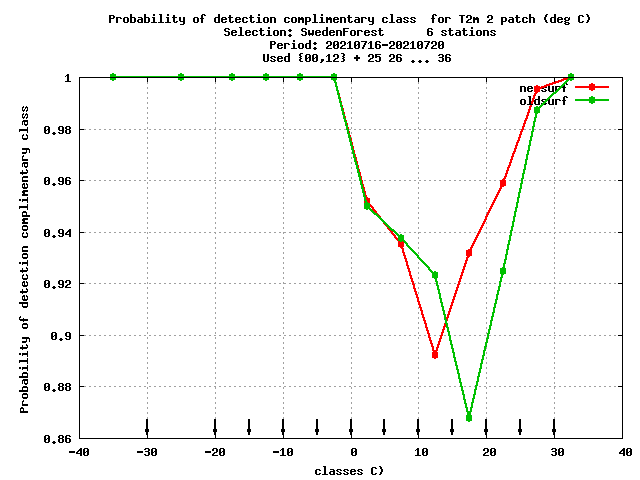 Probability of detection complimentary class  for T2m 2 patch (deg C)
Selection: SwedenForest      6 stations
Period: 20210716-20210720
Used {00,12} + 25 26 ... 36
newsurf
oldsurf
Probability of detection complimentary class
1
0,98
0,96
0,94
0,92
0,9
0,88
0,86
-40 -30 -20 -10 0 10 20 30 40
classes C)